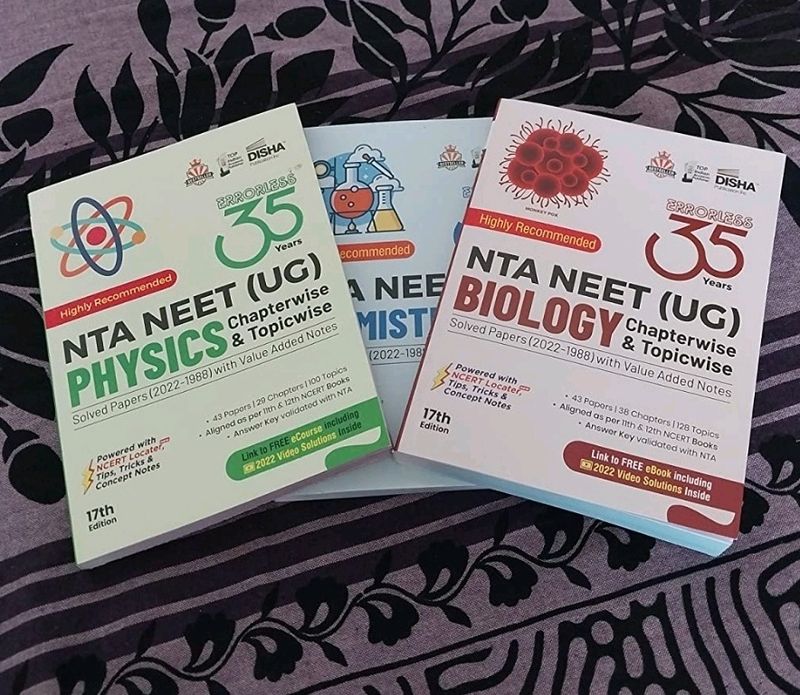 DISHA
Publication Inc
ERRORLESS
35
Years
Highly Recommended
NTA NEET (UG)
PHYSICS Chapterwise
& Topicwise
Solved Papers (2022-1988) with Value Added Notes
• 43 Papers | 29 Chapters | 100 Topics
• Aligned as per 11th & 12th NCERT Books
• Answer Key validated with NTA
Powered with
NCERT Locater,
Tips, Tricks &
Concept Notes
Link to FREE eCourse including
2022 Video Solutions Inside
17th
Edition
Recommended
A NEE
MIST
(2022-198
MONKEY POX
DISHA
Publication Inc
ERRORLESS
35
Years
Highly Recommended
NTA NEET (UG)
BIOLOGY Chapterwise
& Topicwise
Solved Papers (2022-1988) with Value Added Notes
• 43 Papers | 38 Chapters | 128 Topics
• Aligned as per 11th & 12th NCERT Books
• Answer Key validated with NTA
Powered with
NCERT Locater,
Tips, Tricks &
Concept Notes
Link to FREE eBook including
2022 Video Solutions Inside
17th
Edition